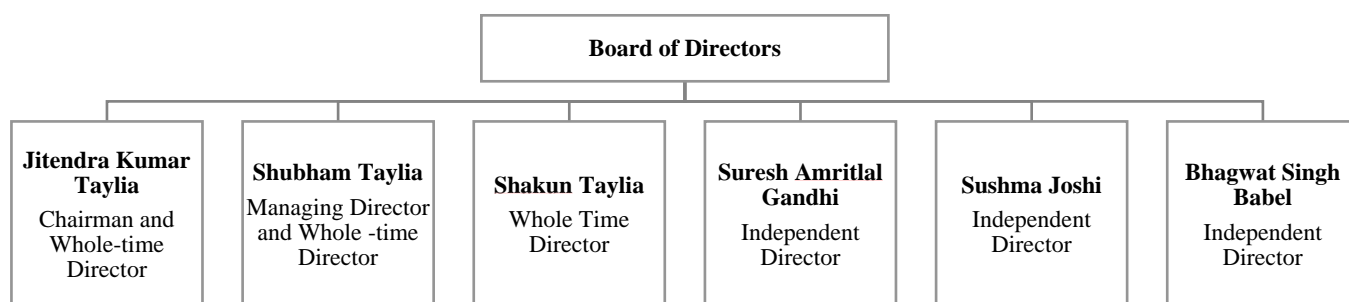 Board of Directors
Jitendra Kumar
Taylia
Chairman and
Whole-time
Director
Shubham Taylia
Managing Director
and Whole -time
Director
Shakun Taylia
Whole Time
Director
Suresh Amritlal
Gandhi
Independent
Director
Sushma Joshi
Independent
Director
Bhagwat Singh
Babel
Independent
Director